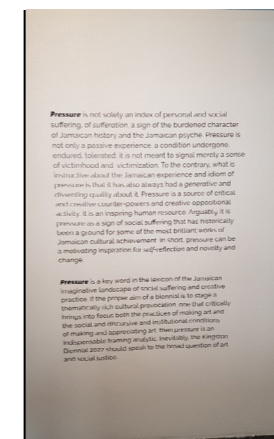 Pressure is not solely an index of personal and social
suffering, of sufferation, a sign of the burdened character
of Jamaican history and the Jamaican psyche. Pressure is
not only a passive experience, a condition undergone,
endured, tolerated; it is not meant to signal merely a sense
of victimhood and victimization. To the contrary, what is
instructive about the Jamaican experience and idiom of
pressure is that it has also always had a generative and
dissenting quality about it. Pressure is a source of critical
and creative counter-powers and creative oppositional
activity. It is an inspiring human resource. Arguably it is
pressure as a sign of social suffering that has historically
been a ground for some of the most brilliant works of
Jamaican cultural achievement. In short, pressure can be
a motivating inspiration for self-reflection and novelty and
change.
Pressure is a key word in the lexicon of the Jamaican
imaginative landscape of social suffering and creative
practice. If the proper aim of a biennial is to stage a
thematically rich cultural provocation, one that critically
brings into focus both the practices of making art and
the social and discursive and institutional conditions
of making and appreciating art, then pressure is an
indispensable framing analytic. Inevitably, the Kingston
Biennial 2022 should speak to the broad question of art
and social justice.